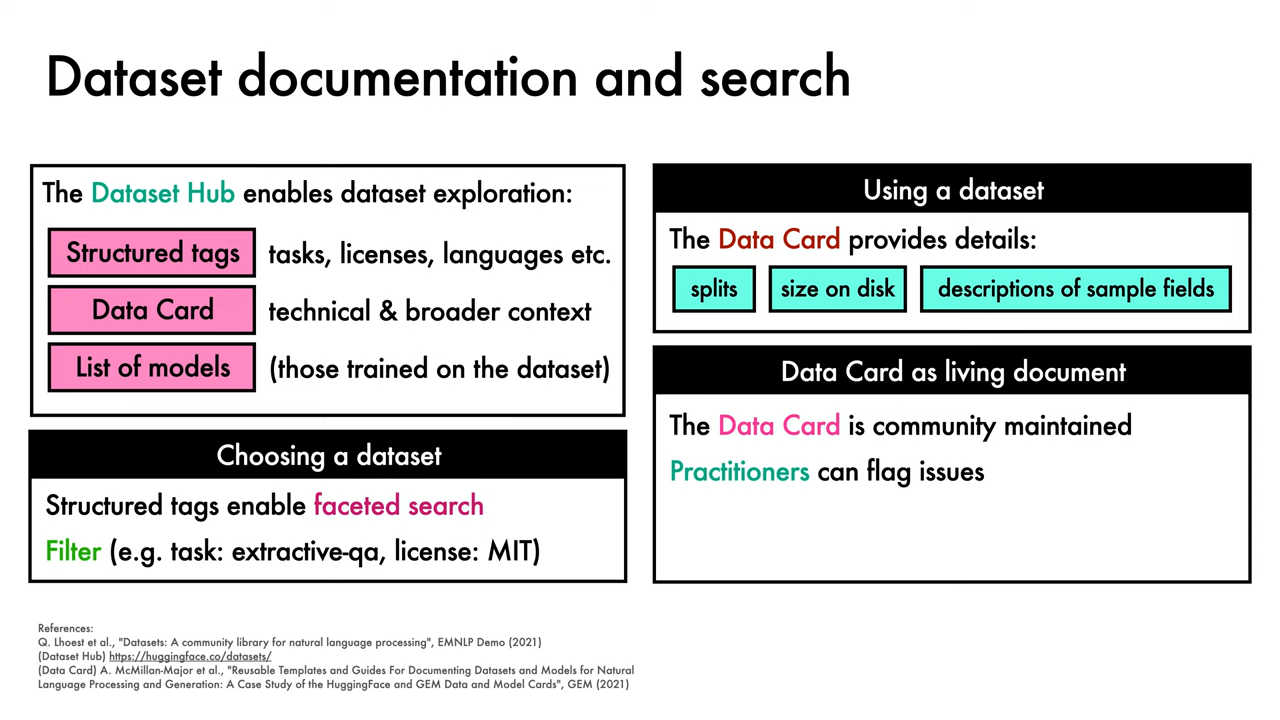 Dataset documentation and search
The Dataset Hub enables dataset exploration:
Structured tags tasks, licenses, languages etc.
Data Card technical & broader context
List of models (those trained on the dataset)
Choosing a dataset
Structured tags enable faceted search
Filter (e.g. task: extractive-qa, license: MIT)
Using a dataset
The Data Card provides details:
splits size on disk descriptions of sample fields
Data Card as living document
The Data Card is community maintained
Practitioners can flag issues
References:
Q. Lhoest et al., "Datasets: A community library for natural language processing", EMNLP Demo (2021)
(Dataset Hub) https://huggingface.co/datasets/
(Data Card) A. McMillan-Major et al., "Reusable Templates and Guides For Documenting Datasets and Models for Natural
Language Processing and Generation: A Case Study of the HuggingFace and GEM Data and Model Cards", GEM (2021)